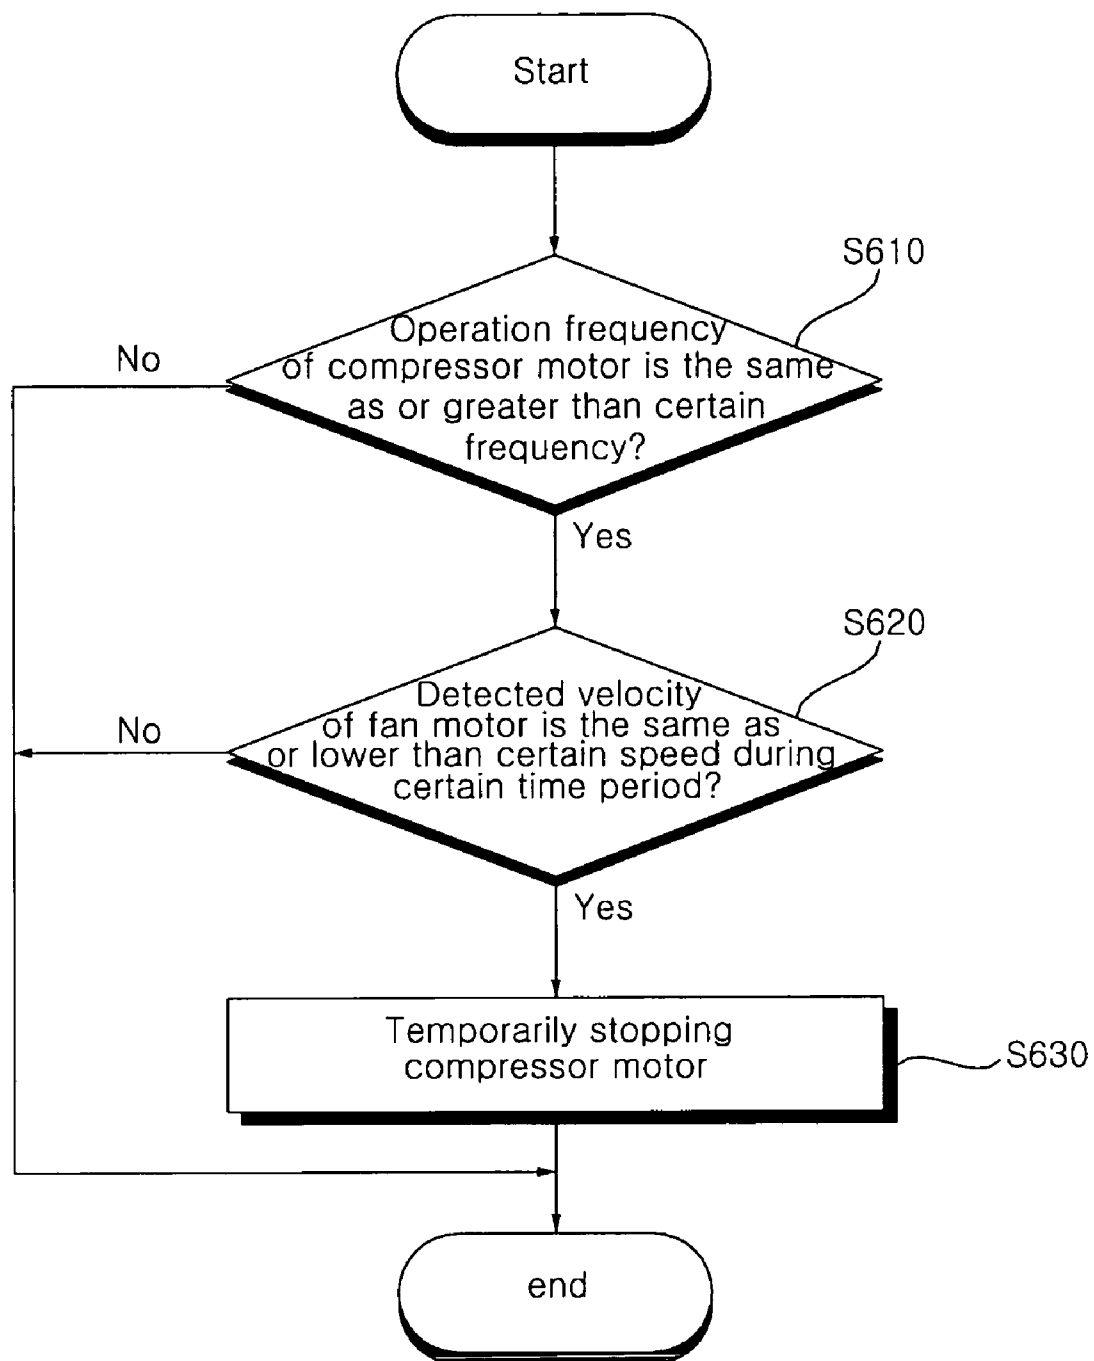 Start
S610
Operation frequency
No
of compressor motor is the same
as or greater than certain
frequency?
Yes
S620
Detected velocity
of fan motor is the same as
No
or lower than certain speed during
certain time period?
Yes
Temporarily stopping
compressor motor
S630
end